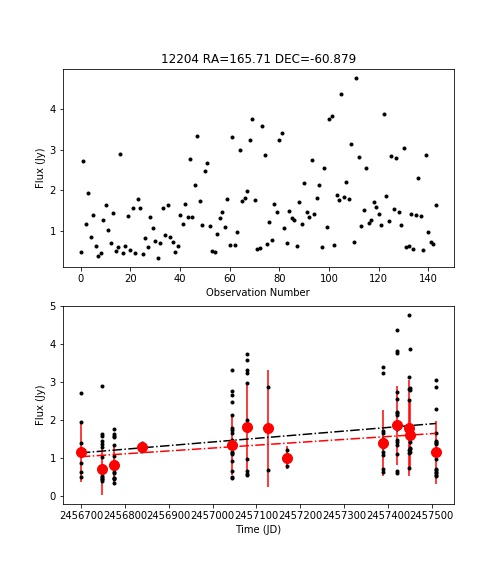 12204 RA=165.71 DEC=-60.879
4
3
2
1
Flux (Jy)
0 20 40 60 80 100 120 140
Observation Number
5
4
3
2
1
0
Flux (Jy)
2456700 2456800 2456900 2457000 2457100 2457200 2457300 2457400 2457500
Time (JD)